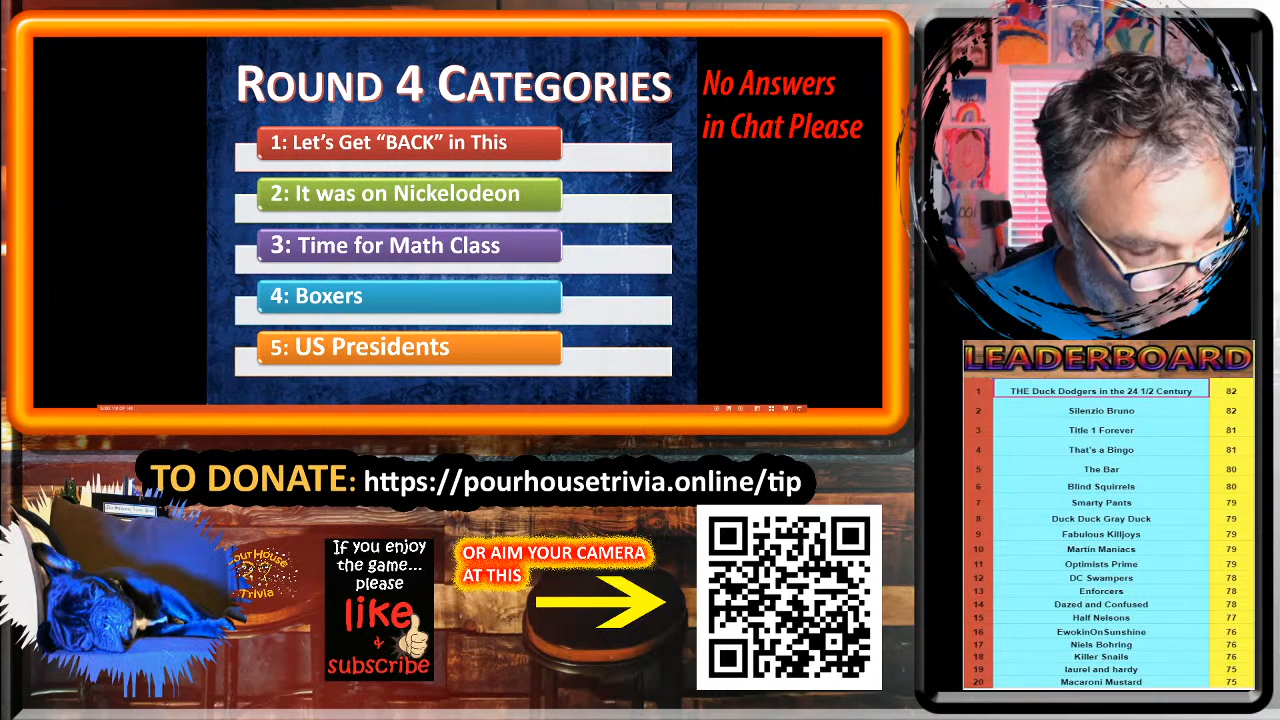 ROUND 4 CATEGORIES
1: Let's Get "BACK" in This
2: It was on Nickelodeon
3: Time for Math Class
4: Boxers
5: US Presidents
No Answers
in Chat Please
TO DONATE: https://pourhousetrivia.online/tip
If you enjoy
the game...
please
like
&
subscribe
OR AIM YOUR CAMERA
AT THIS
LEADERBOARD
1 THE Duck Dodgers in the 24 1/2 Century 82
2 Silenzio Bruno 82
3 Title 1 Forever 81
4 That's a Bingo 81
5 The Bar 80
6 Blind Squirrels 80
7 Smarty Pants 79
8 Duck Duck Gray Duck 79
9 Fabulous Killjoys 79
10 Martin Maniacs 79
11 Optimists Prime 79
12 DC Swampers 78
13 Enforcers 78
14 Dazed and Confused 78
15 Half Nelsons 77
16 EwokinOnSunshine 76
17 Niels Bohring 76
18 Killer Snails 76
19 laurel and hardy 75
20 Macaroni Mustard 75